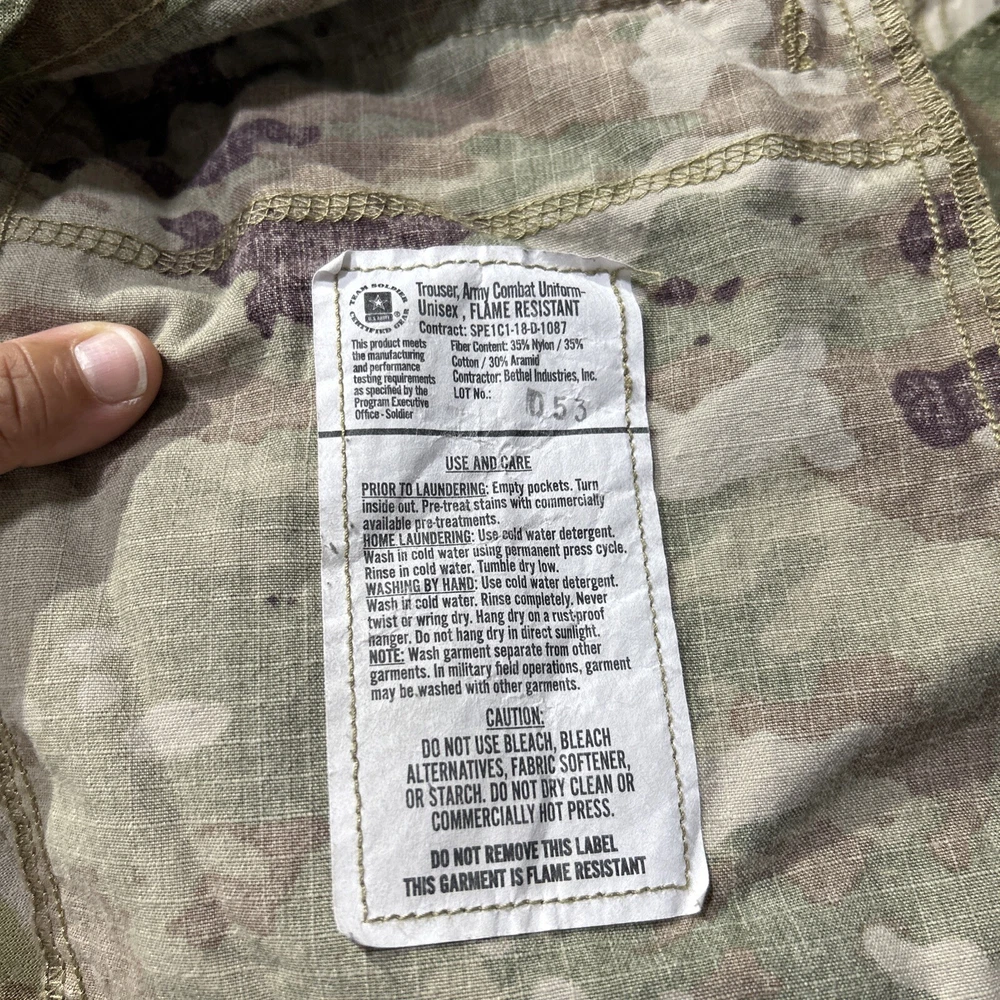 TEAM SOLDIER
CERTIFIED GEAR
U.S. ARMY
®
Trouser, Army Combat Uniform-
Unisex , FLAME RESISTANT
Contract: SPE1C1-18-D-1087
Fiber Content: 35% Nylon / 35%
Cotton / 30% Aramid
Contractor: Bethel Industries, Inc.
LOT No.: 053
This product meets
the manufacturing
and performance
testing requirements
as specified by the
Program Executive
Office - Soldier
USE AND CARE
PRIOR TO LAUNDERING: Empty pockets. Turn
inside out. Pre-treat stains with commercially
available pre-treatments.
HOME LAUNDERING: Use cold water detergent.
Wash in cold water using permanent press cycle.
Rinse in cold water. Tumble dry low.
WASHING BY HAND: Use cold water detergent.
Wash in cold water. Rinse completely. Never
twist or wring dry. Hang dry on a rust-proof
hanger. Do not hang dry in direct sunlight.
NOTE: Wash garment separate from other
garments. In military field operations, garment
may be washed with other garments.
CAUTION:
DO NOT USE BLEACH, BLEACH
ALTERNATIVES, FABRIC SOFTENER,
OR STARCH. DO NOT DRY CLEAN OR
COMMERCIALLY HOT PRESS.
DO NOT REMOVE THIS LABEL
THIS GARMENT IS FLAME RESISTANT